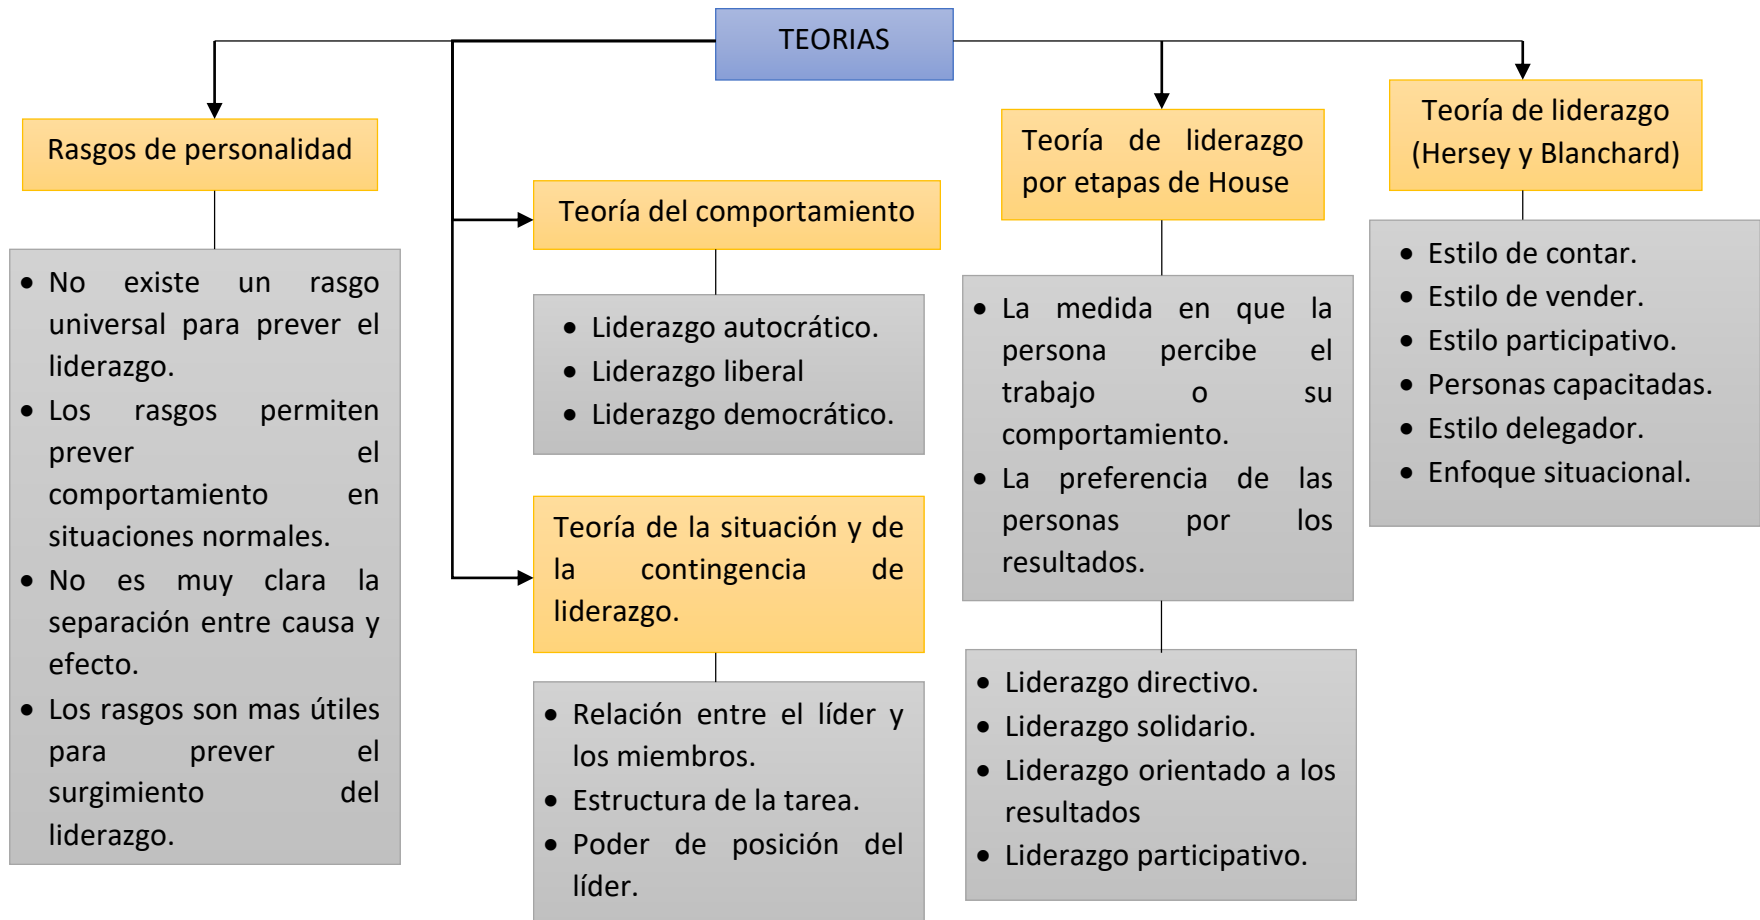 TEORIAS
Rasgos de personalidad
• No existe un rasgo
universal para prever el
liderazgo.
• Los rasgos permiten
prever el
comportamiento en
situaciones normales.
• No es muy clara la
separación entre causa y
efecto.
• Los rasgos son mas útiles
para prever el
surgimiento del
liderazgo.
Teoría del comportamiento
• Liderazgo autocrático.
• Liderazgo liberal
• Liderazgo democrático.
Teoría de la situación y de
la contingencia de
liderazgo.
• Relación entre el líder y
los miembros.
• Estructura de la tarea.
• Poder de posición del
líder.
Teoría de liderazgo
por etapas de House
• La medida en que la
persona percibe el
trabajo o su
comportamiento.
• La preferencia de las
personas por los
resultados.
• Liderazgo directivo.
• Liderazgo solidario.
• Liderazgo orientado a los
resultados
• Liderazgo participativo.
Teoría de liderazgo
(Hersey y Blanchard)
• Estilo de contar.
• Estilo de vender.
• Estilo participativo.
• Personas capacitadas.
• Estilo delegador.
• Enfoque situacional.